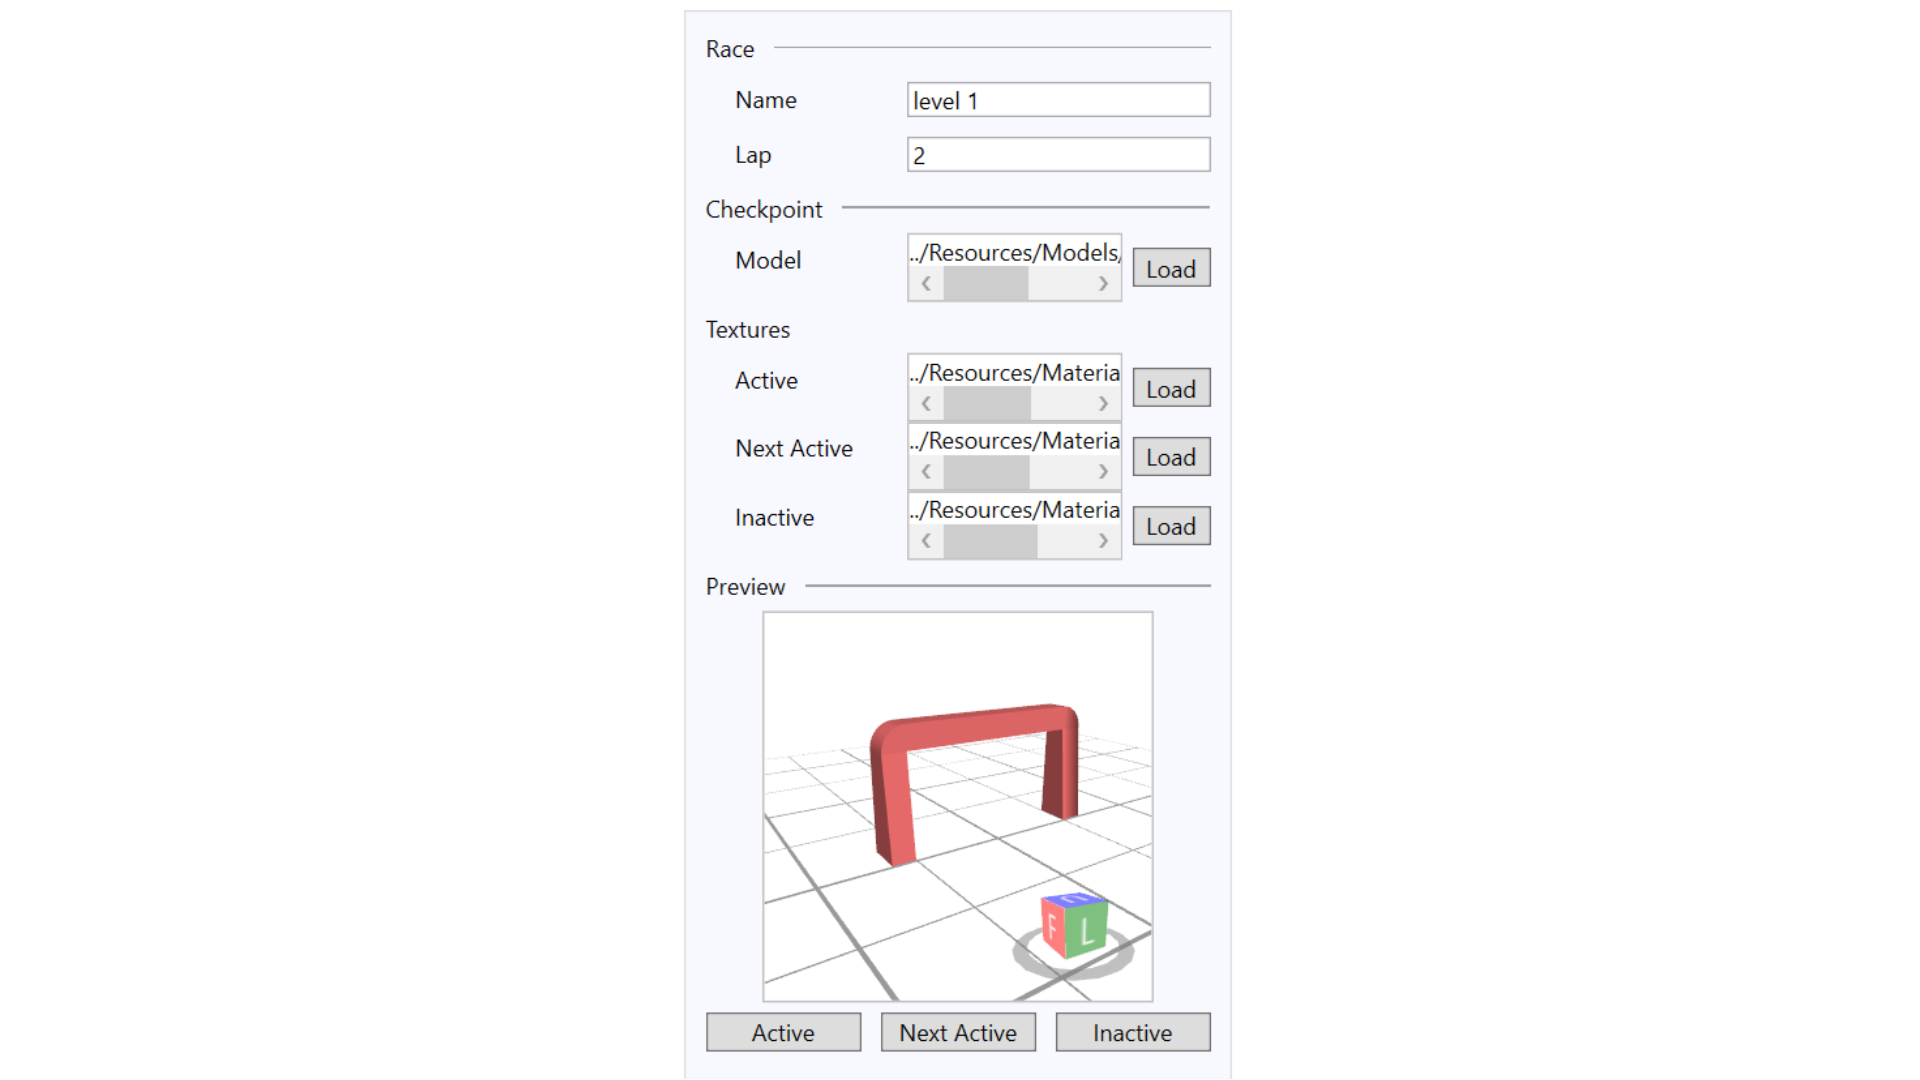 Race
Name level 1
Lap 2
Checkpoint
Model ../Resources/Models/ Load
Textures
Active ../Resources/Materia Load
Next Active ../Resources/Materia Load
Inactive ../Resources/Materia Load
Preview
F L
Active Next Active Inactive